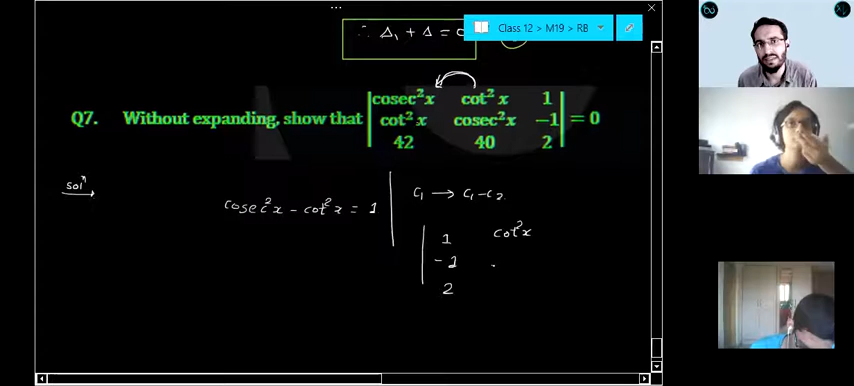 ∴ Δ₁ + Δ = 0
Class 12 > M19 > RB
Q7. Without expanding, show that | cosec²x cot²x 1 |
| cot²x cosec²x −1 | = 0
| 42 40 2 |
solⁿ
cosec²x − cot²x = 1
C₁ → C₁ − C₂
1 cot²x
−1
2